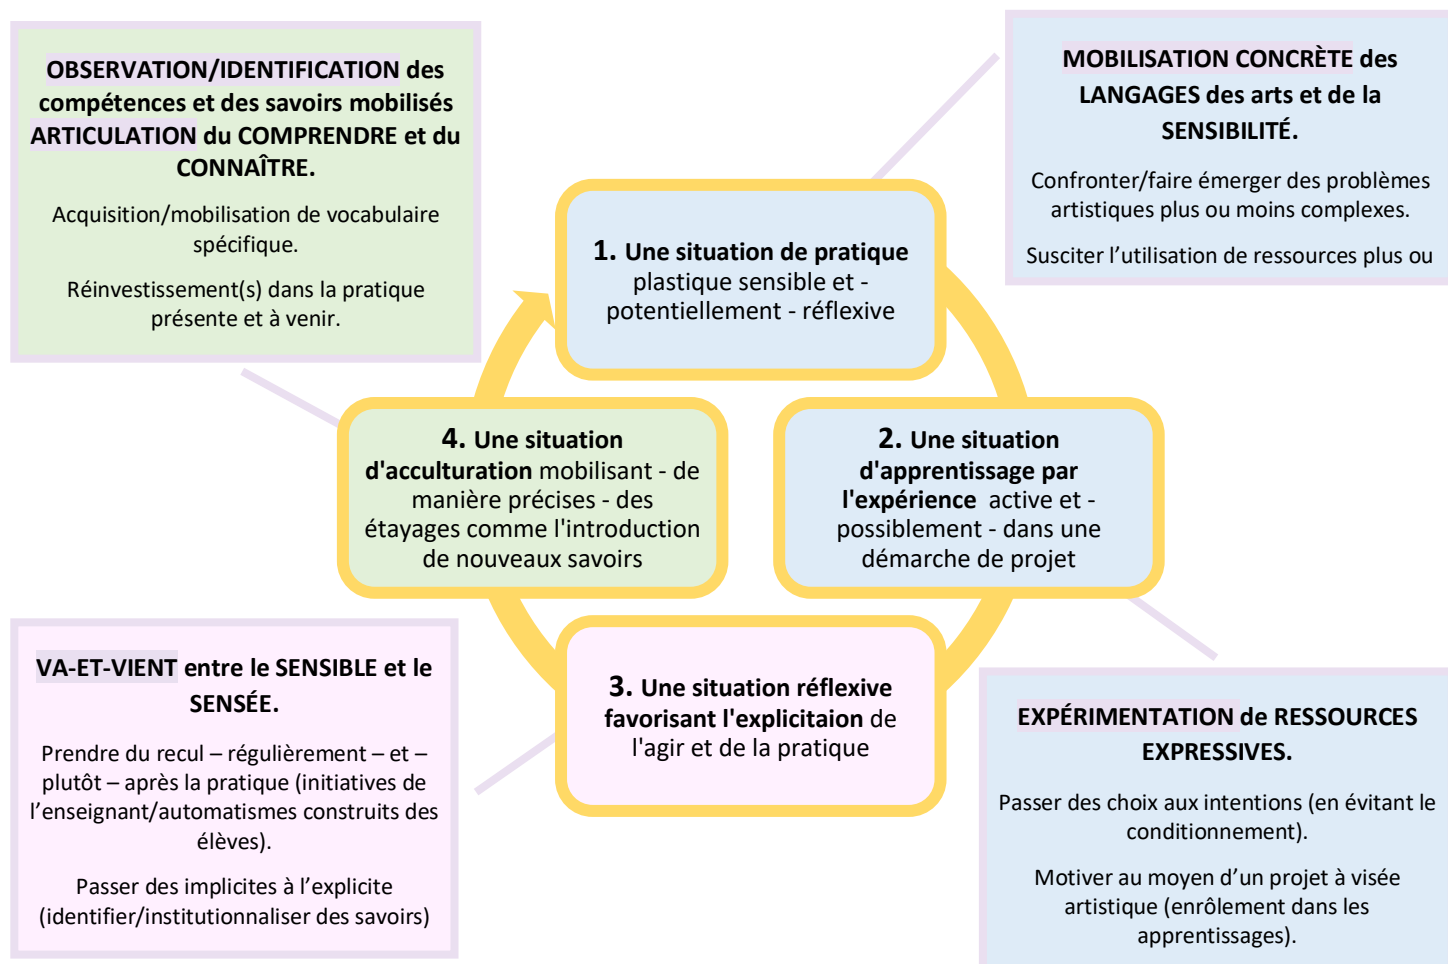 OBSERVATION/IDENTIFICATION des
compétences et des savoirs mobilisés
ARTICULATION du COMPRENDRE et du
CONNAÎTRE.
Acquisition/mobilisation de vocabulaire
spécifique.
Réinvestissement(s) dans la pratique
présente et à venir.
MOBILISATION CONCRÈTE des
LANGAGES des arts et de la
SENSIBILITÉ.
Confronter/faire émerger des problèmes
artistiques plus ou moins complexes.
Susciter l’utilisation de ressources plus ou
1. Une situation de pratique
plastique sensible et -
potentiellement - réflexive
2. Une situation
d'apprentissage par
l'expérience active et -
possiblement - dans une
démarche de projet
3. Une situation réflexive
favorisant l'explicitaion de
l'agir et de la pratique
4. Une situation
d'acculturation mobilisant - de
manière précises - des
étayages comme l'introduction
de nouveaux savoirs
VA-ET-VIENT entre le SENSIBLE et le
SENSÉE.
Prendre du recul – régulièrement – et –
plutôt – après la pratique (initiatives de
l’enseignant/automatismes construits des
élèves).
Passer des implicites à l’explicite
(identifier/institutionnaliser des savoirs)
EXPÉRIMENTATION de RESSOURCES
EXPRESSIVES.
Passer des choix aux intentions (en évitant le
conditionnement).
Motiver au moyen d’un projet à visée
artistique (enrôlement dans les
apprentissages).